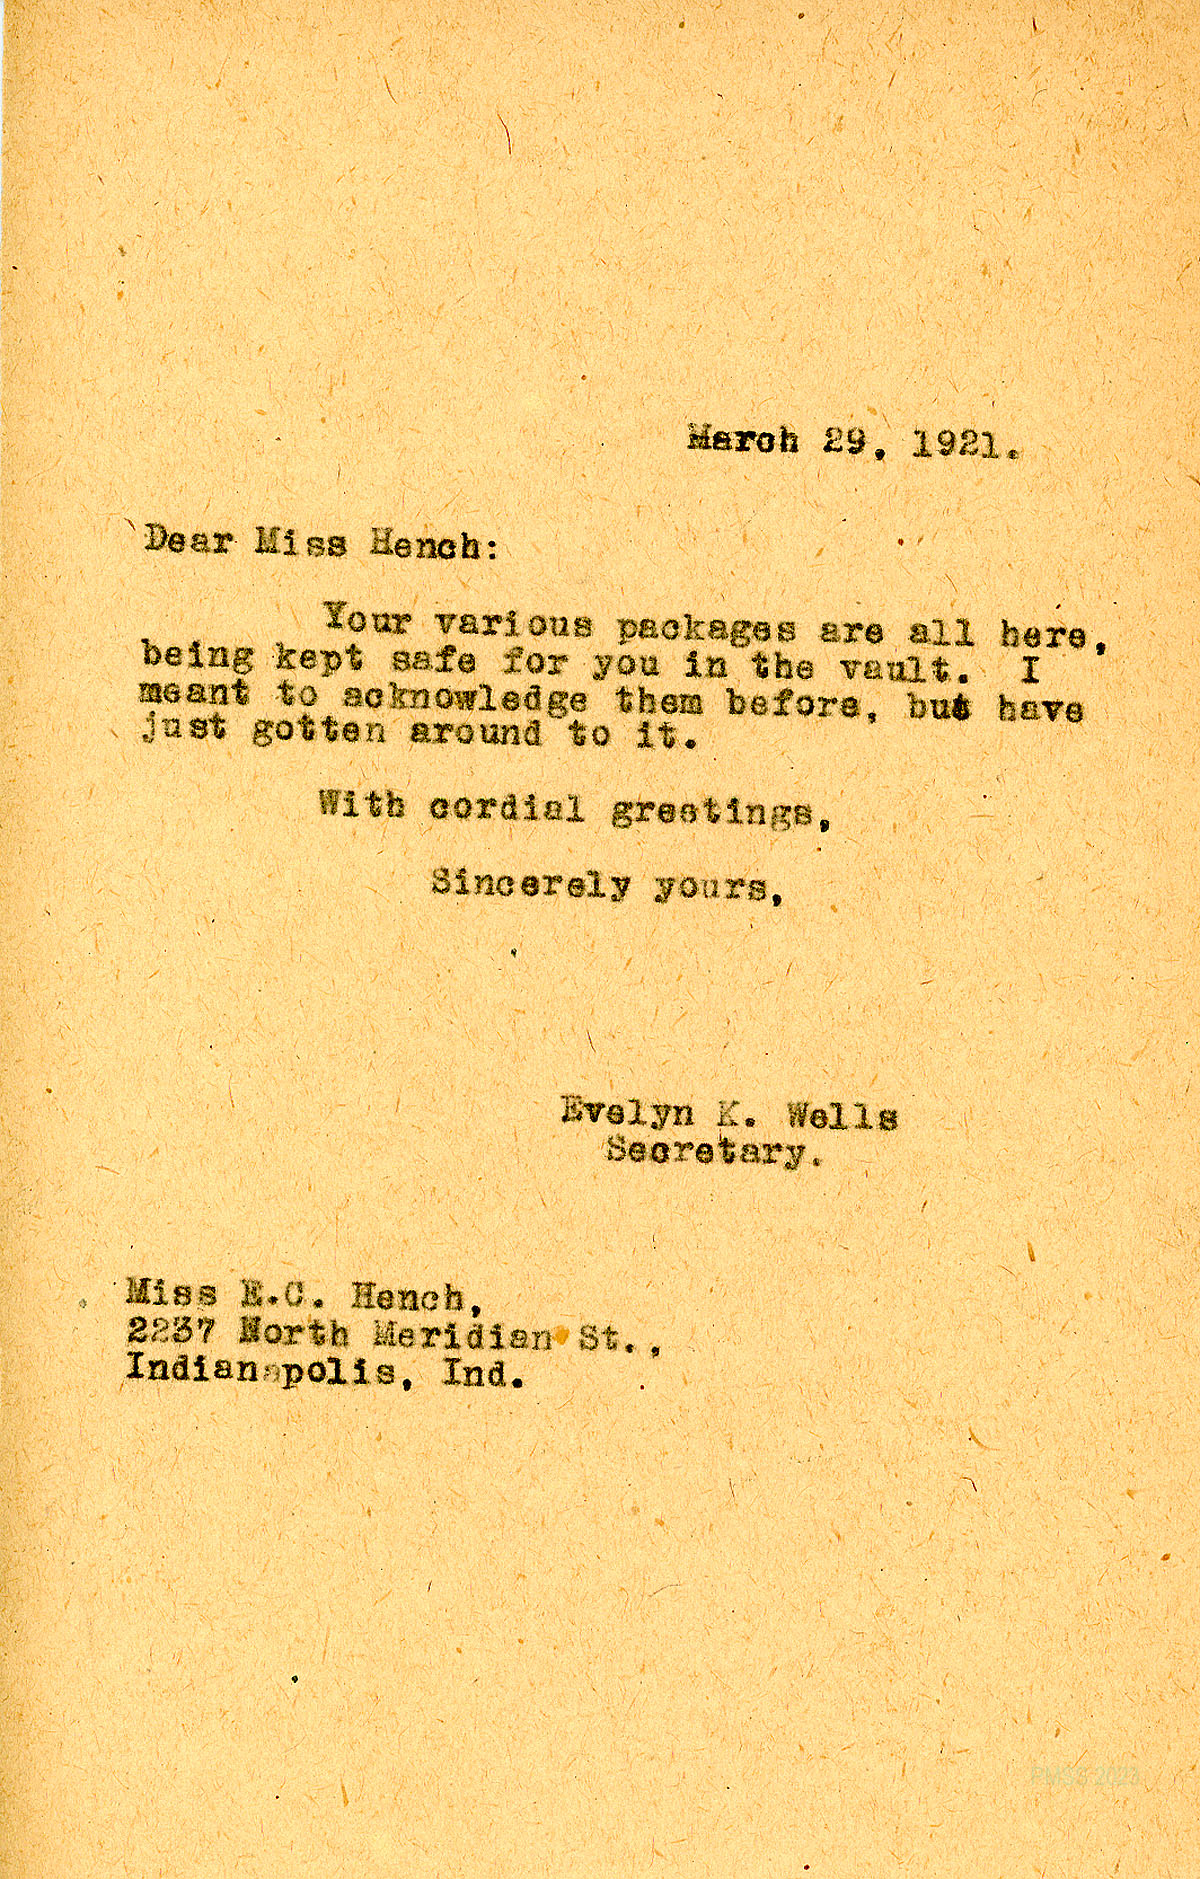 March 29, 1921.
Dear Miss Hench:
Your various packages are all here,
being kept safe for you in the vault. I
meant to acknowledge them before, but have
just gotten around to it.
With cordial greetings,
Sincerely yours,
Evelyn K. Wells
Secretary.
Miss E.C. Hench,
2237 North Meridian St.,
Indianapolis, Ind.
PMSS 2023